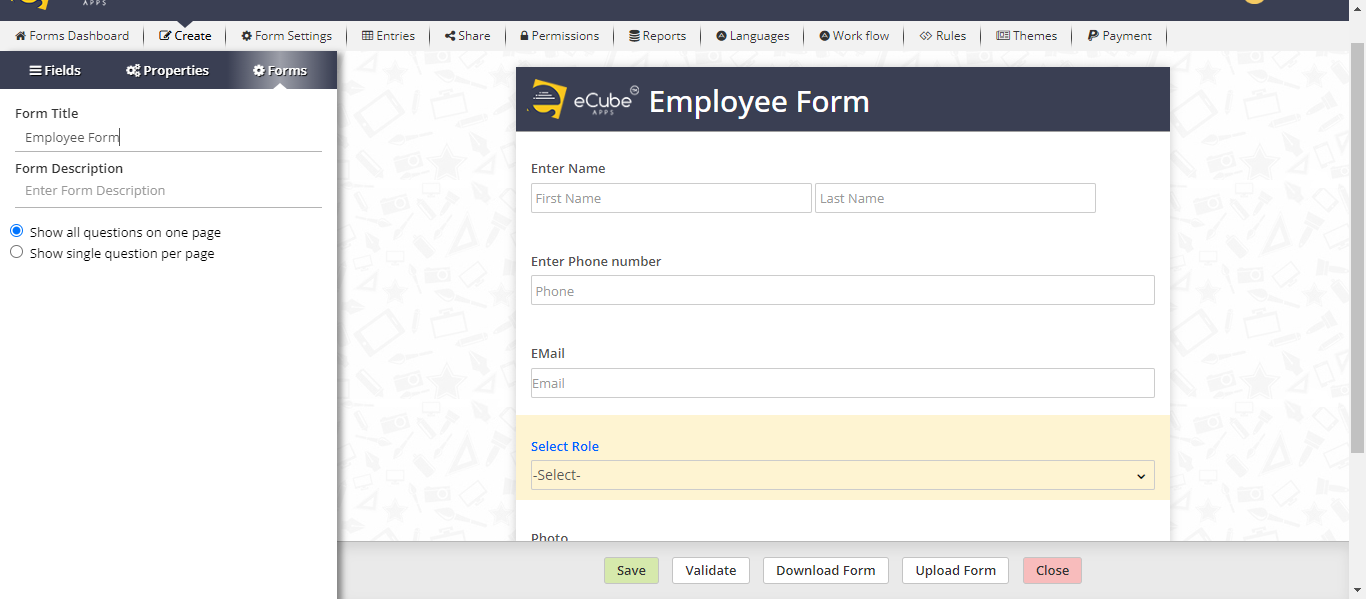 APPS
Forms Dashboard
Create
Form Settings
Entries
Share
Permissions
Reports
Languages
Work flow
Rules
Themes
Payment
Fields
Properties
Forms
Form Title
Employee Form
Form Description
Enter Form Description
Show all questions on one page
Show single question per page
eCube™
APPS
Employee Form
Enter Name
First Name
Last Name
Enter Phone number
Phone
EMail
Email
Select Role
-Select-
Photo
Save
Validate
Download Form
Upload Form
Close